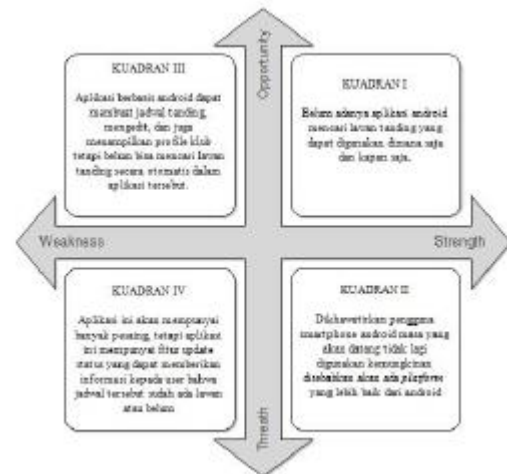 Opportunity
KUADRAN III
Aplikasi berbasis android dapat
membuat jadwal tanding,
mengedit, dan juga
menampilkan profile klub
tetapi belum bisa mencari lawan
tanding secara otomatis dalam
aplikasi tersebut.
KUADRAN I
Belum adanya aplikasi android
mencari lawan tanding yang
dapat digunakan dimana saja
dan kapan saja.
Weakness
Strength
KUADRAN IV
Aplikasi ini akan mempunyai
banyak pesaing, tetapi aplikasi
ini mempunyai fitur update
status yang dapat memberikan
informasi kepada user bahwa
jadwal tersebut sudah ada lawan
atau belum
KUADRAN II
Dikhawatirkan pengguna
smartphone android masa yang
akan datang tidak lagi
digunakan kemungkinan
disebabkan akan ada platform
yang lebih baik dari android
Threath